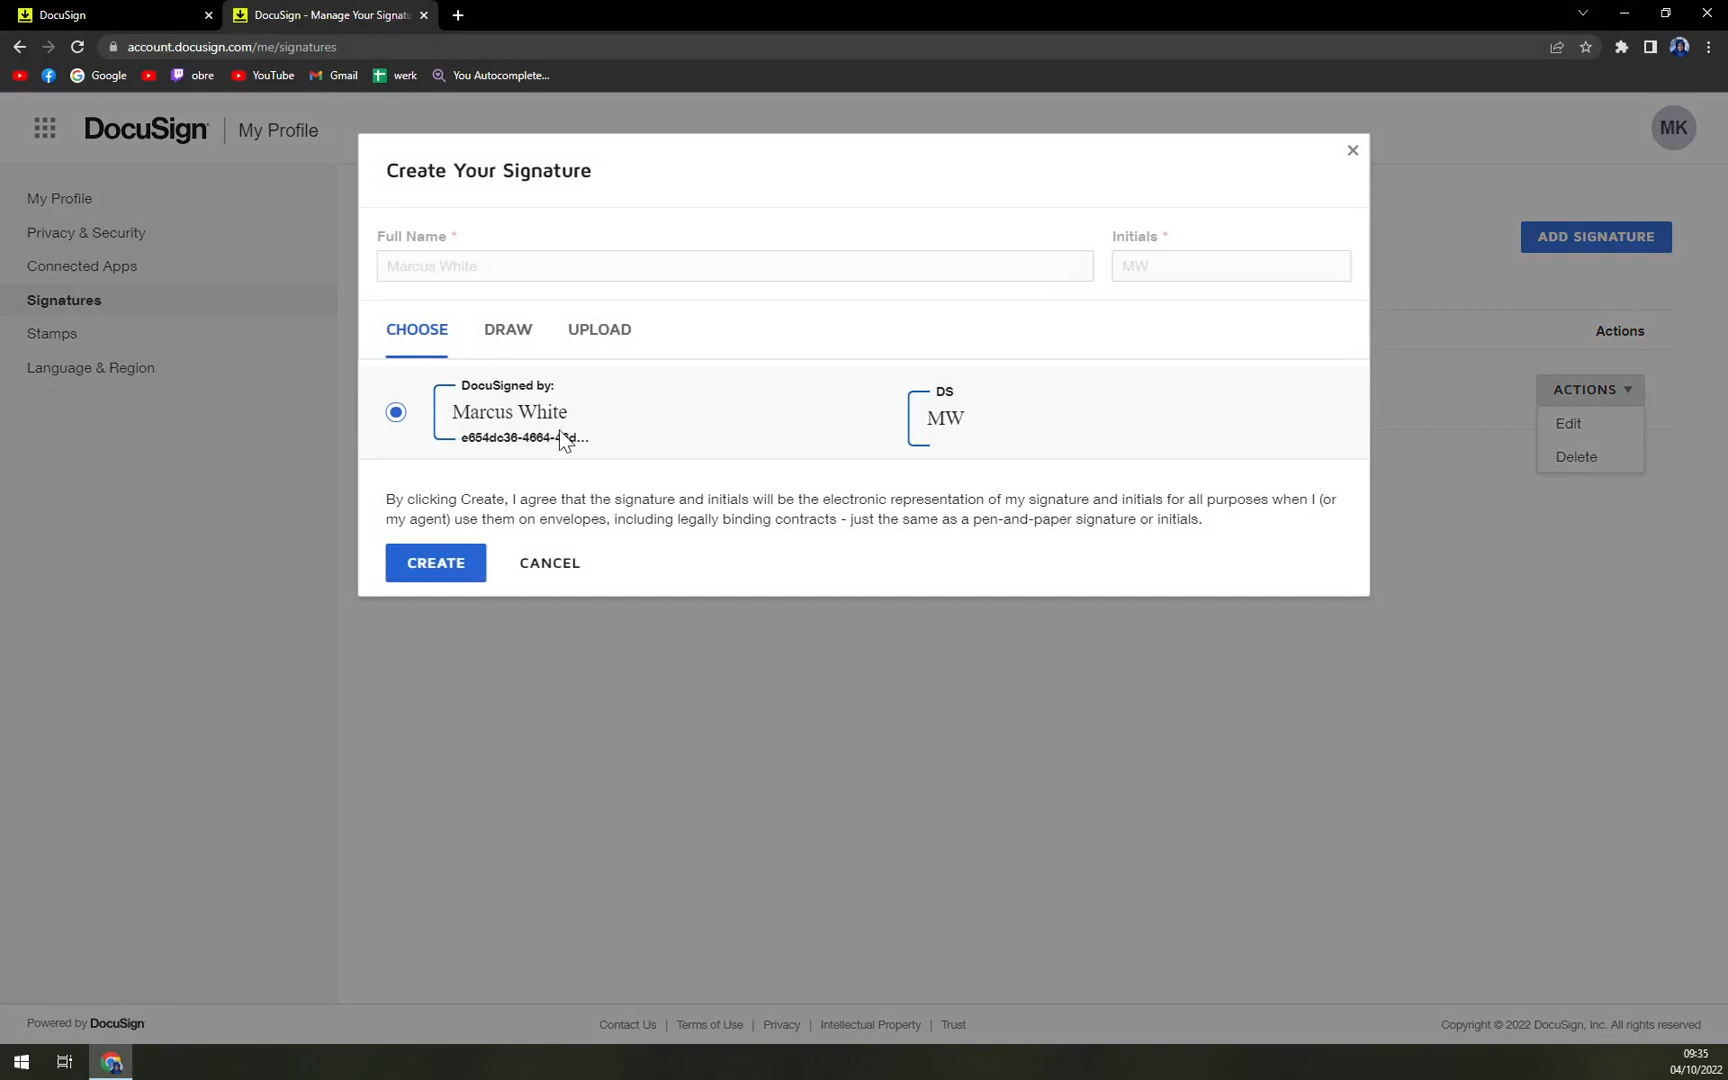 DocuSign
DocuSign - Manage Your Signatu
account.docusign.com/me/signatures
Google
obre
YouTube
Gmail
werk
You Autocomplete...
DocuSign
My Profile
MK
My Profile
Privacy & Security
Connected Apps
Signatures
Stamps
Language & Region
Create Your Signature
Full Name *
Initials *
Marcus White
MW
CHOOSE
DRAW
UPLOAD
DocuSigned by:
Marcus White
e654dc36-4664-
DS
MW
By clicking Create, I agree that the signature and initials will be the electronic representation of my signature and initials for all purposes when I (or
my agent) use them on envelopes, including legally binding contracts - just the same as a pen-and-paper signature or initials.
CREATE
CANCEL
ADD SIGNATURE
Actions
ACTIONS
Edit
Delete
Powered by DocuSign
Contact Us | Terms of Use | Privacy | Intellectual Property | Trust
Copyright © 2022 DocuSign, Inc. All rights reserved
09:35
04/10/2022